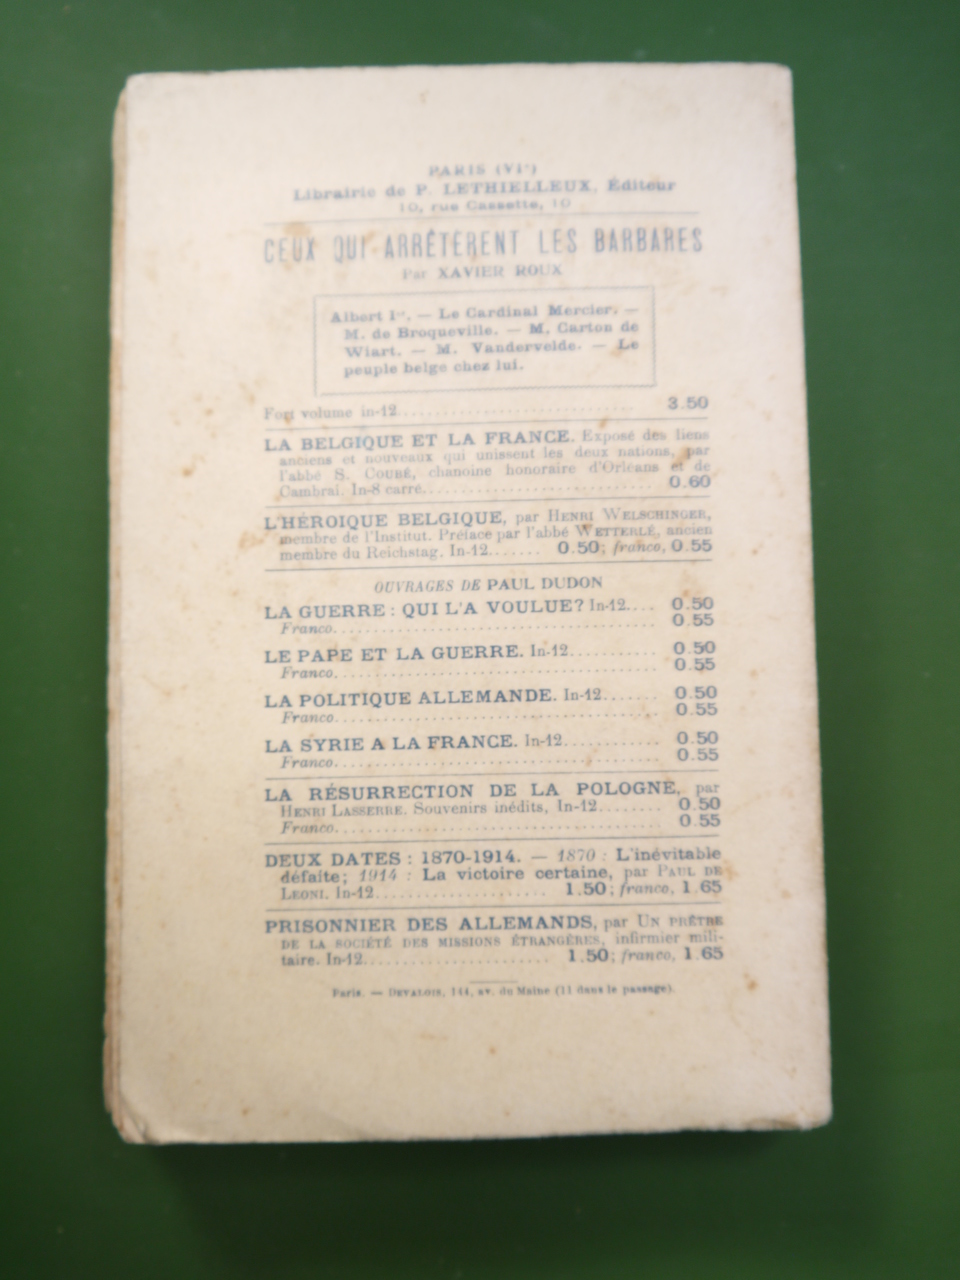 PARIS (VIe)
Librairie de P. LETHIELLEUX, Éditeur
10, rue Cassette, 10
CEUX QUI ARRÊTÈRENT LES BARBARES
Par XAVIER ROUX
Albert Ier. — Le Cardinal Mercier. —
M. de Broqueville. — M. Carton de
Wiart. — M. Vandervelde. — Le
peuple belge chez lui.
Fort volume in-12............................ 3.50
LA BELGIQUE ET LA FRANCE. Exposé des liens
anciens et nouveaux qui unissent les deux nations, par
l'abbé S. COUBÉ, chanoine honoraire d'Orléans et de
Cambrai. In-8 carré............................ 0.60
L'HÉROIQUE BELGIQUE, par HENRI WELSCHINGER,
membre de l'Institut. Préface par l'abbé WETTERLÉ, ancien
membre du Reichstag. In-12....... 0.50; franco, 0.55
OUVRAGES DE PAUL DUDON
LA GUERRE : QUI L'A VOULUE? In-12.... 0.50
Franco........................................ 0.55
LE PAPE ET LA GUERRE. In-12........... 0.50
Franco........................................ 0.55
LA POLITIQUE ALLEMANDE. In-12....... 0.50
Franco........................................ 0.55
LA SYRIE A LA FRANCE. In-12............ 0.50
Franco........................................ 0.55
LA RÉSURRECTION DE LA POLOGNE, par
HENRI LASSERRE. Souvenirs inédits, In-12........ 0.50
Franco........................................ 0.55
DEUX DATES : 1870-1914. — 1870 : L'inévitable
défaite; 1914 : La victoire certaine, par PAUL DE
LEONI. In-12..................... 1.50; franco, 1.65
PRISONNIER DES ALLEMANDS, par UN PRÊTRE
DE LA SOCIÉTÉ DES MISSIONS ÉTRANGÈRES, infirmier mili-
taire. In-12....................... 1.50; franco, 1.65
Paris. — DEVALOIS, 144, av. du Maine (11 dans le passage).